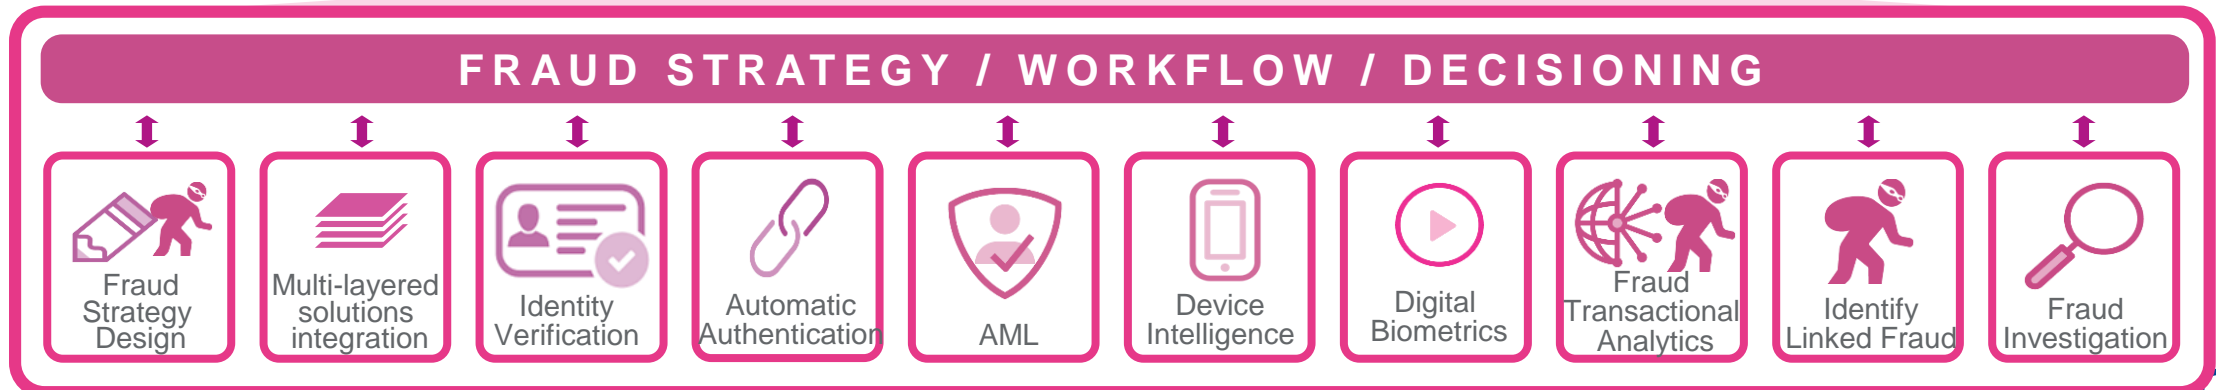 FRAUD STRATEGY / WORKFLOW / DECISIONING
Fraud
Strategy
Design
Multi-layered
solutions
integration
Identity
Verification
Automatic
Authentication
AML
Device
Intelligence
Digital
Biometrics
Fraud
Transactional
Analytics
Identify
Linked Fraud
Fraud
Investigation